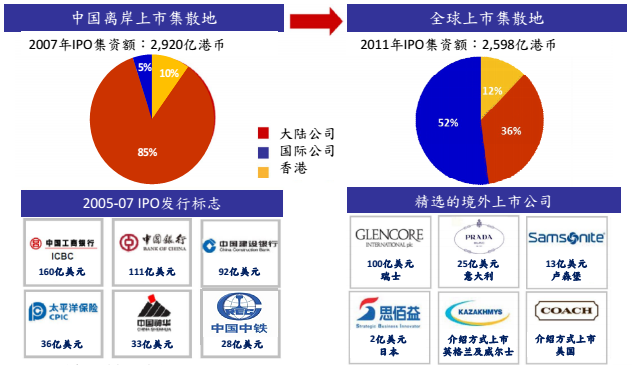 中国离岸上市集散地
全球上市集散地
2007年IPO集资额：2,920亿港币
2011年IPO集资额：2,598亿港币
5%
10%
85%
12%
36%
52%
大陆公司
国际公司
香港
2005-07 IPO发行标志
精选的境外上市公司
中国工商银行
ICBC
160亿美元
中国银行
BANK OF CHINA
111亿美元
中国建设银行
China Construction Bank
92亿美元
GLENCORE
INTERNATIONAL plc
100亿美元
瑞士
PRADA
25亿美元
意大利
Samsonite
13亿美元
卢森堡
太平洋保险
CPIC
36亿美元
中国神华
33亿美元
中国中铁
28亿美元
思佰益
Strategic Business Innovator
2亿美元
日本
KAZAKHMYS
介绍方式上市
英格兰及威尔士
COACH
介绍方式上市
美国